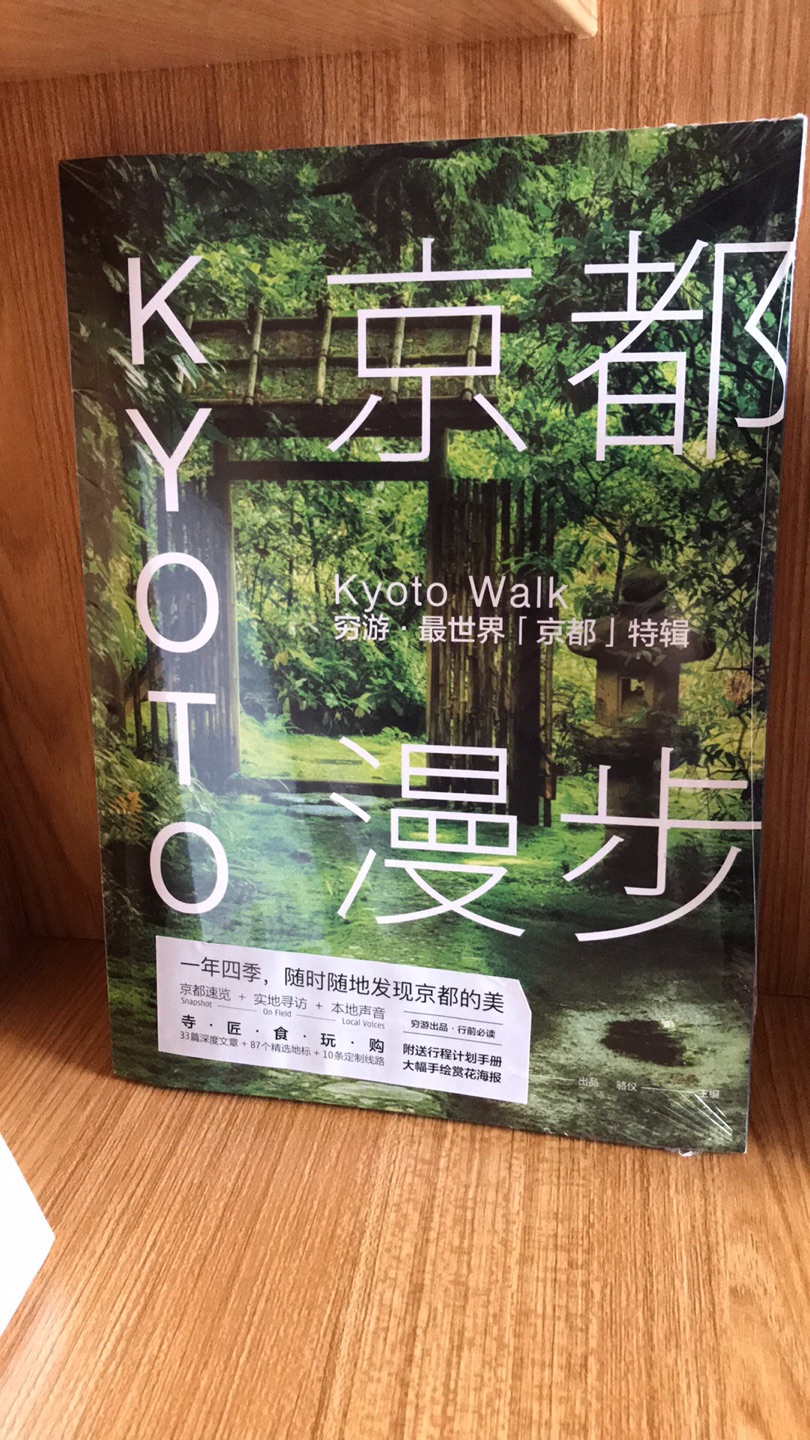 KYOTO
京都
Kyoto Walk
穷游·最世界「京都」特辑
漫步
一年四季，随时随地发现京都的美
京都速览 + 实地寻访 + 本地声音
Snapshot On Field Local Voices
寺·匠·食·玩·购
33篇深度文章 + 87个精选地标 + 10条定制线路
穷游出品·行前必读
附送行程计划手册
大幅手绘赏花海报
出品 骆仪 主编